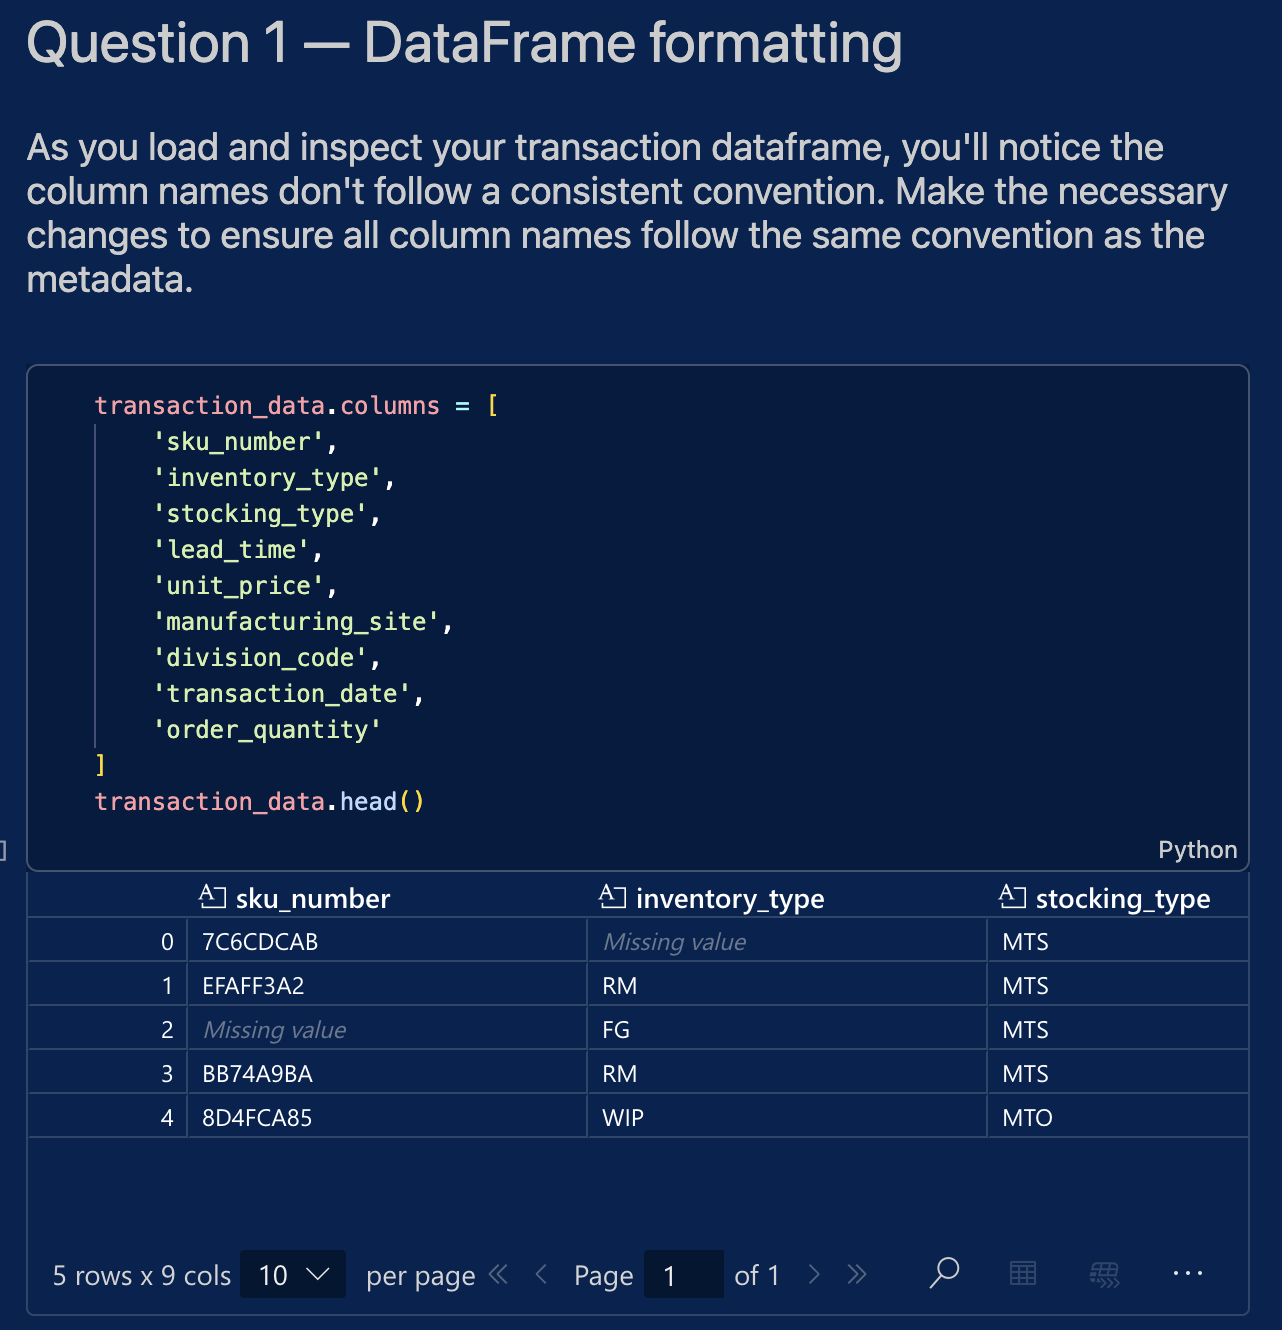 Question 1 — DataFrame formatting
As you load and inspect your transaction dataframe, you'll notice the
column names don't follow a consistent convention. Make the necessary
changes to ensure all column names follow the same convention as the
metadata.
transaction_data.columns = [
    'sku_number',
    'inventory_type',
    'stocking_type',
    'lead_time',
    'unit_price',
    'manufacturing_site',
    'division_code',
    'transaction_date',
    'order_quantity'
]
transaction_data.head()
]
Python
sku_number inventory_type stocking_type
0 7C6CDCAB Missing value MTS
1 EFAFF3A2 RM MTS
2 Missing value FG MTS
3 BB74A9BA RM MTS
4 8D4FCA85 WIP MTO
5 rows x 9 cols 10 per page « < Page 1 of 1 > » ...